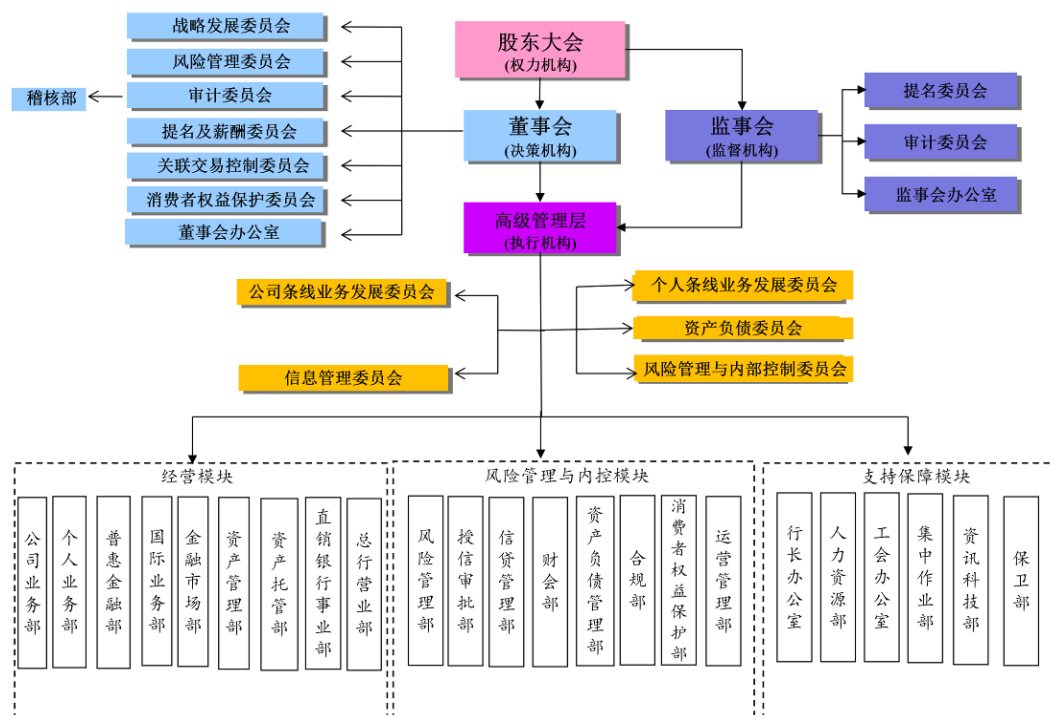 战略发展委员会
风险管理委员会
审计委员会
稽核部
提名及薪酬委员会
关联交易控制委员会
消费者权益保护委员会
董事会办公室
股东大会
(权力机构)
董事会
(决策机构)
监事会
(监督机构)
提名委员会
审计委员会
监事会办公室
高级管理层
(执行机构)
公司条线业务发展委员会
信息管理委员会
个人条线业务发展委员会
资产负债委员会
风险管理与内部控制委员会
经营模块
公司业务部
个人业务部
普惠金融部
国际业务部
金融市场部
资产管理部
资产托管部
直销银行事业部
总行营业部
风险管理与内控模块
风险管理部
授信审批部
信贷管理部
财会部
资产负债管理部
合规部
消费者权益保护部
运营管理部
支持保障模块
行长办公室
人力资源部
工会办公室
集中作业部
资讯科技部
保卫部